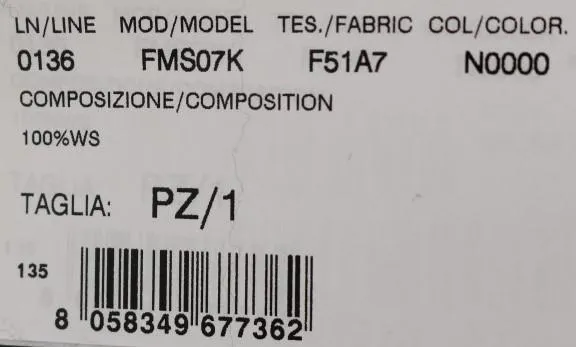 LN/LINE MOD/MODEL TES./FABRIC COL/COLOR.
0136 FMS07K F51A7 N0000
COMPOSIZIONE/COMPOSITION
100%WS
TAGLIA: PZ/1
135
8 058349 677362